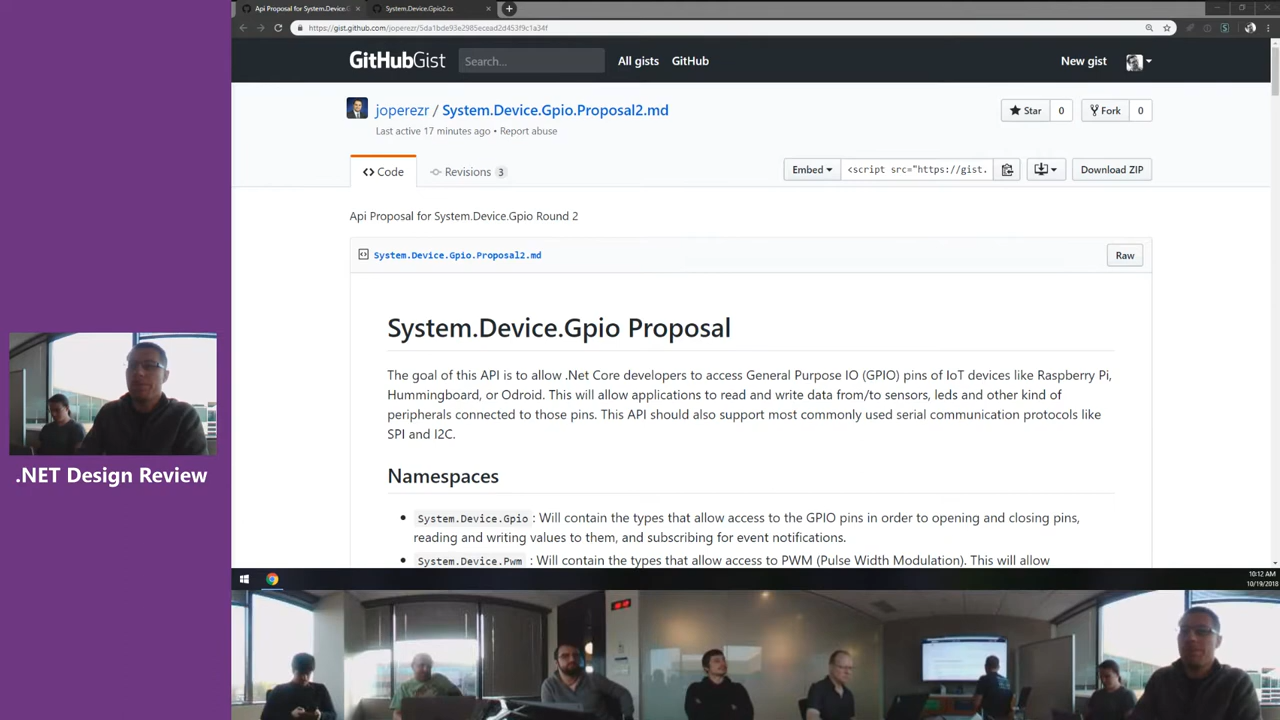 Api Proposal for System.Device.G
System.Device.Gpio2.cs
https://gist.github.com/joperezr/5da1bde93e2985ecead2d453f9c1a34f
GitHubGist
Search...
All gists
GitHub
New gist
joperezr / System.Device.Gpio.Proposal2.md
Star 0
Fork 0
Last active 17 minutes ago • Report abuse
<> Code
Revisions 3
Embed
<script src="https://gist.
Download ZIP
Api Proposal for System.Device.Gpio Round 2
System.Device.Gpio.Proposal2.md
Raw
System.Device.Gpio Proposal
The goal of this API is to allow .Net Core developers to access General Purpose IO (GPIO) pins of IoT devices like Raspberry Pi,
Hummingboard, or Odroid. This will allow applications to read and write data from/to sensors, leds and other kind of
peripherals connected to those pins. This API should also support most commonly used serial communication protocols like
SPI and I2C.
Namespaces
• System.Device.Gpio : Will contain the types that allow access to the GPIO pins in order to opening and closing pins,
reading and writing values to them, and subscribing for event notifications.
• System.Device.Pwm : Will contain the types that allow access to PWM (Pulse Width Modulation). This will allow
.NET Design Review
10:12 AM
10/19/2018